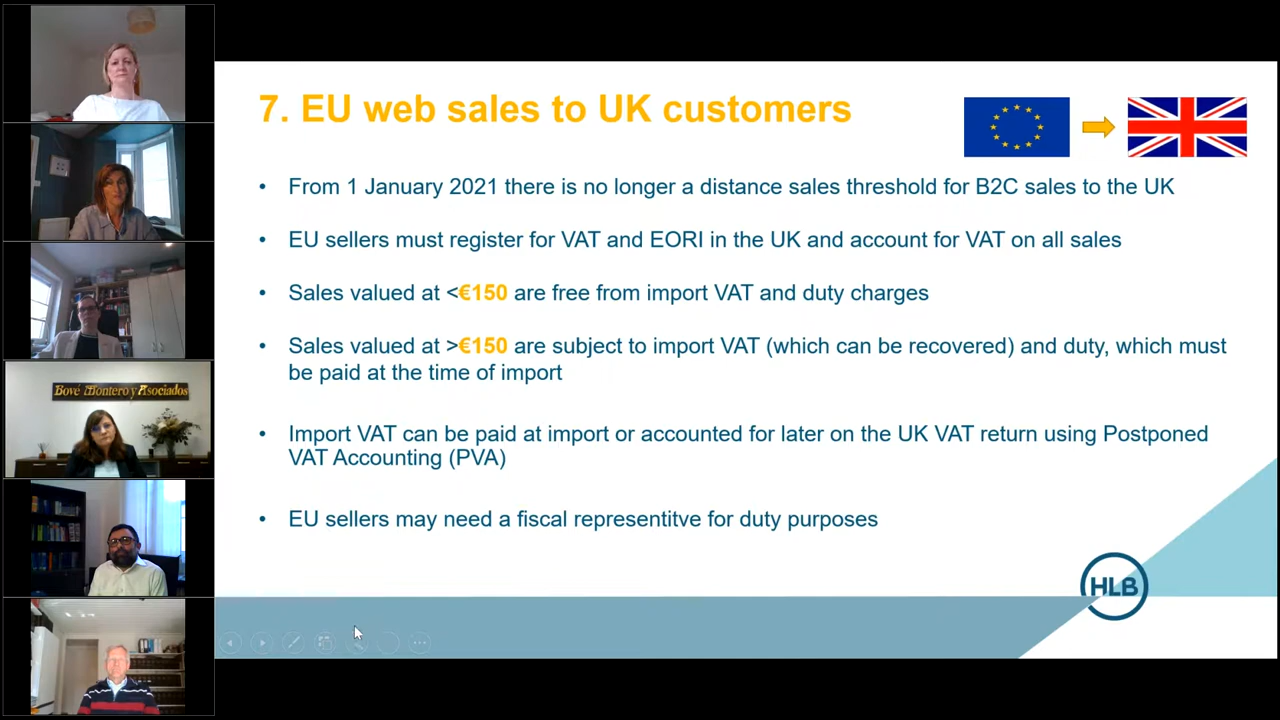 Bové Montero y Asociados
7. EU web sales to UK customers
• From 1 January 2021 there is no longer a distance sales threshold for B2C sales to the UK
• EU sellers must register for VAT and EORI in the UK and account for VAT on all sales
• Sales valued at <€150 are free from import VAT and duty charges
• Sales valued at >€150 are subject to import VAT (which can be recovered) and duty, which must
be paid at the time of import
• Import VAT can be paid at import or accounted for later on the UK VAT return using Postponed
VAT Accounting (PVA)
• EU sellers may need a fiscal representitve for duty purposes
HLB